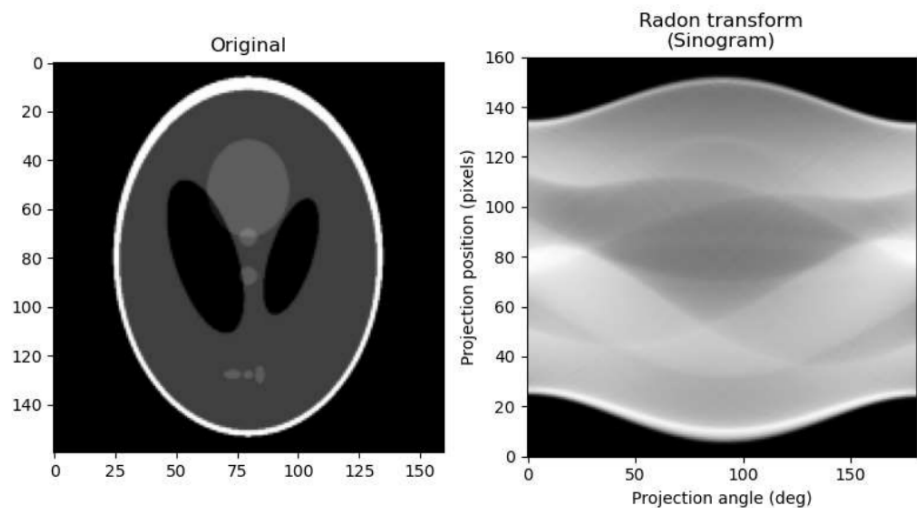 Original
0
20
40
60
80
100
120
140
0 25 50 75 100 125 150
Radon transform
(Sinogram)
Projection position (pixels)
160
140
120
100
80
60
40
20
0
0 50 100 150
Projection angle (deg)